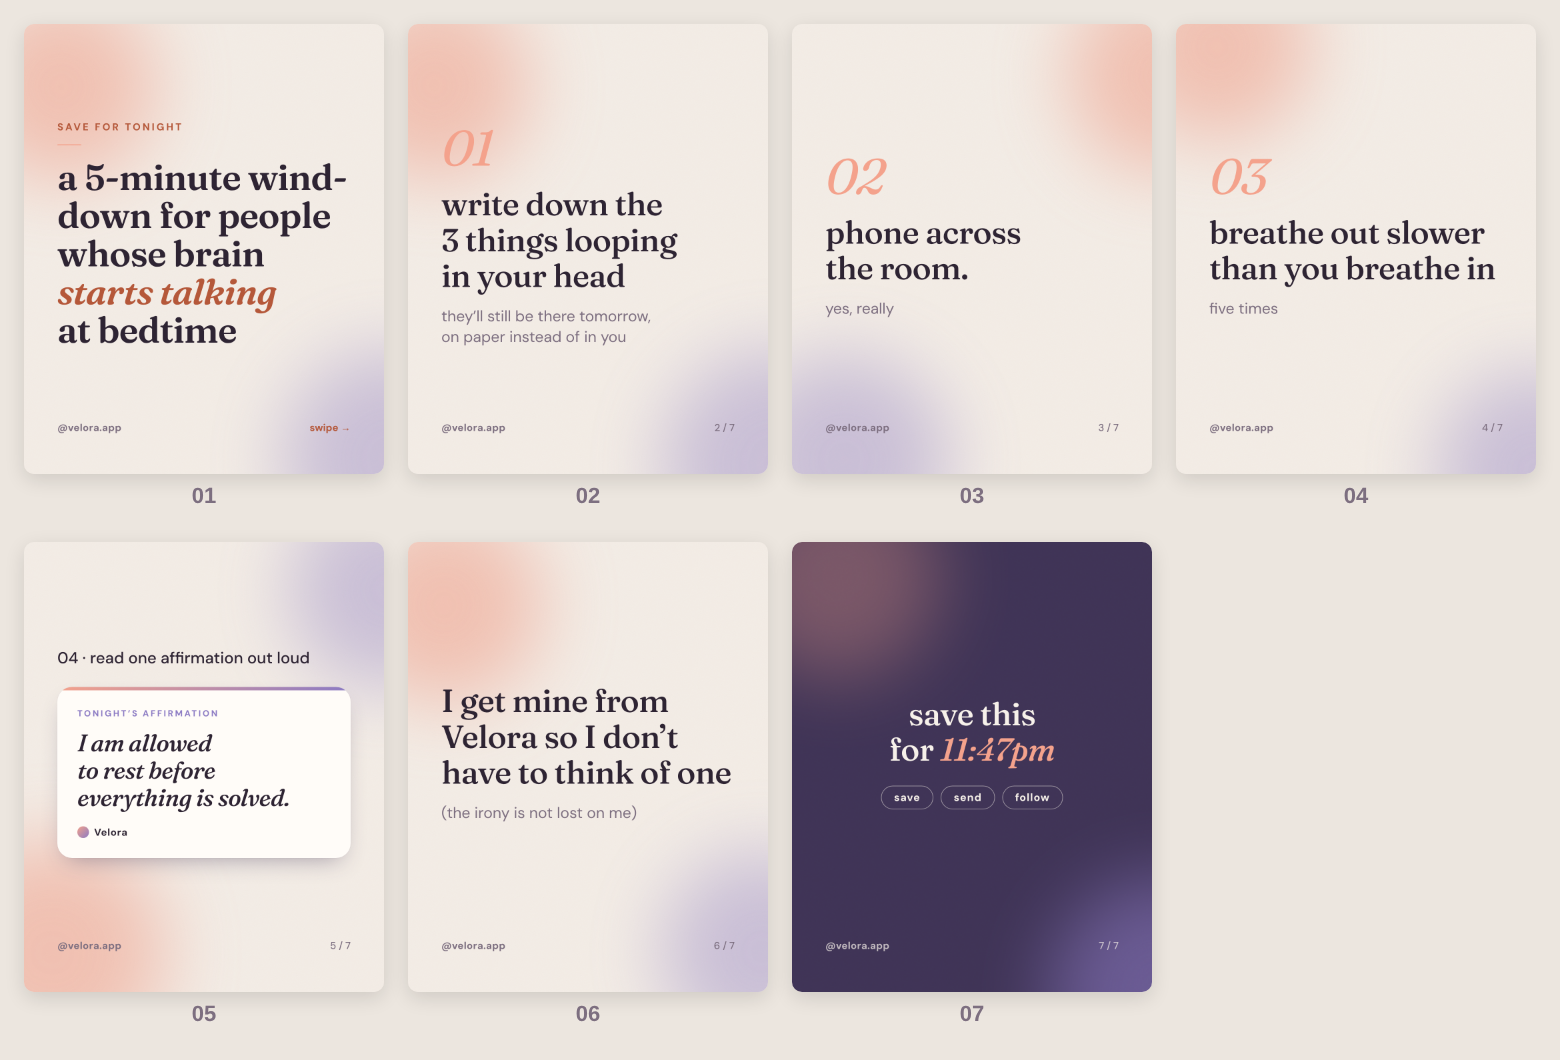 SAVE FOR TONIGHT
a 5-minute wind-
down for people
whose brain
starts talking
at bedtime
@velora.app
swipe →
01
01
write down the
3 things looping
in your head
they’ll still be there tomorrow,
on paper instead of in you
@velora.app
2 / 7
02
02
phone across
the room.
yes, really
@velora.app
3 / 7
03
03
breathe out slower
than you breathe in
five times
@velora.app
4 / 7
04
04 · read one affirmation out loud
TONIGHT’S AFFIRMATION
I am allowed
to rest before
everything is solved.
Velora
@velora.app
5 / 7
05
I get mine from
Velora so I don’t
have to think of one
(the irony is not lost on me)
@velora.app
6 / 7
06
save this
for 11:47pm
save
send
follow
@velora.app
7 / 7
07